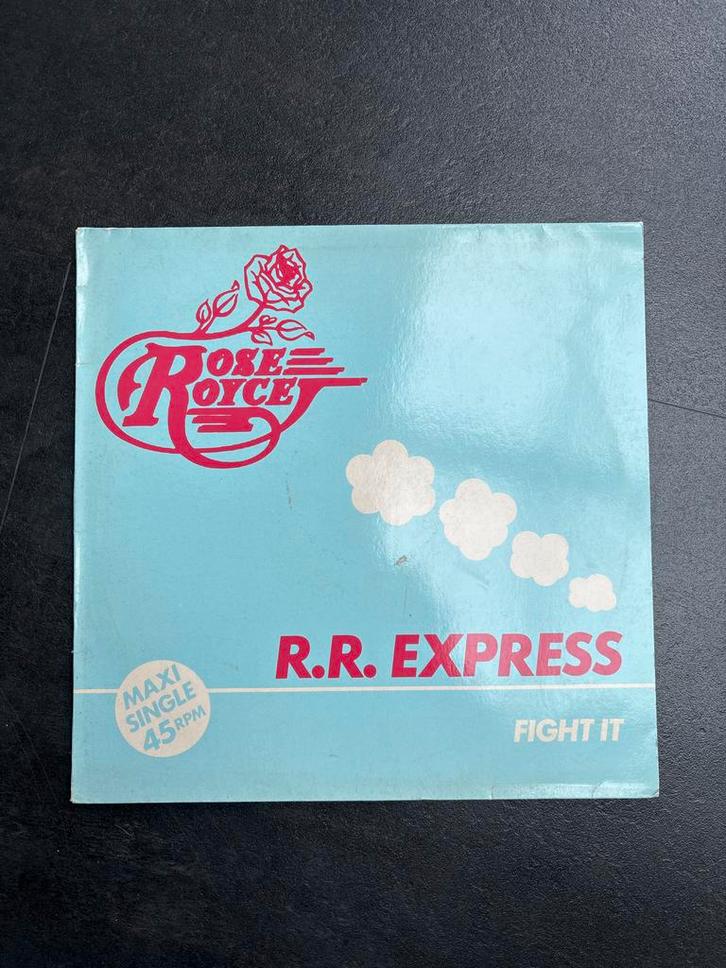 ROSE
ROYCE
R.R. EXPRESS
MAXI
SINGLE
45 RPM
FIGHT IT